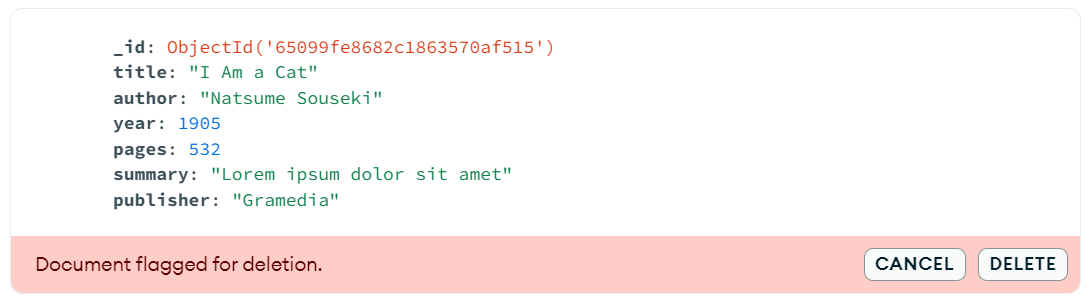 _id: ObjectId('65099fe8682c1863570af515')
title: "I Am a Cat"
author: "Natsume Souseki"
year: 1905
pages: 532
summary: "Lorem ipsum dolor sit amet"
publisher: "Gramedia"
Document flagged for deletion. CANCEL DELETE